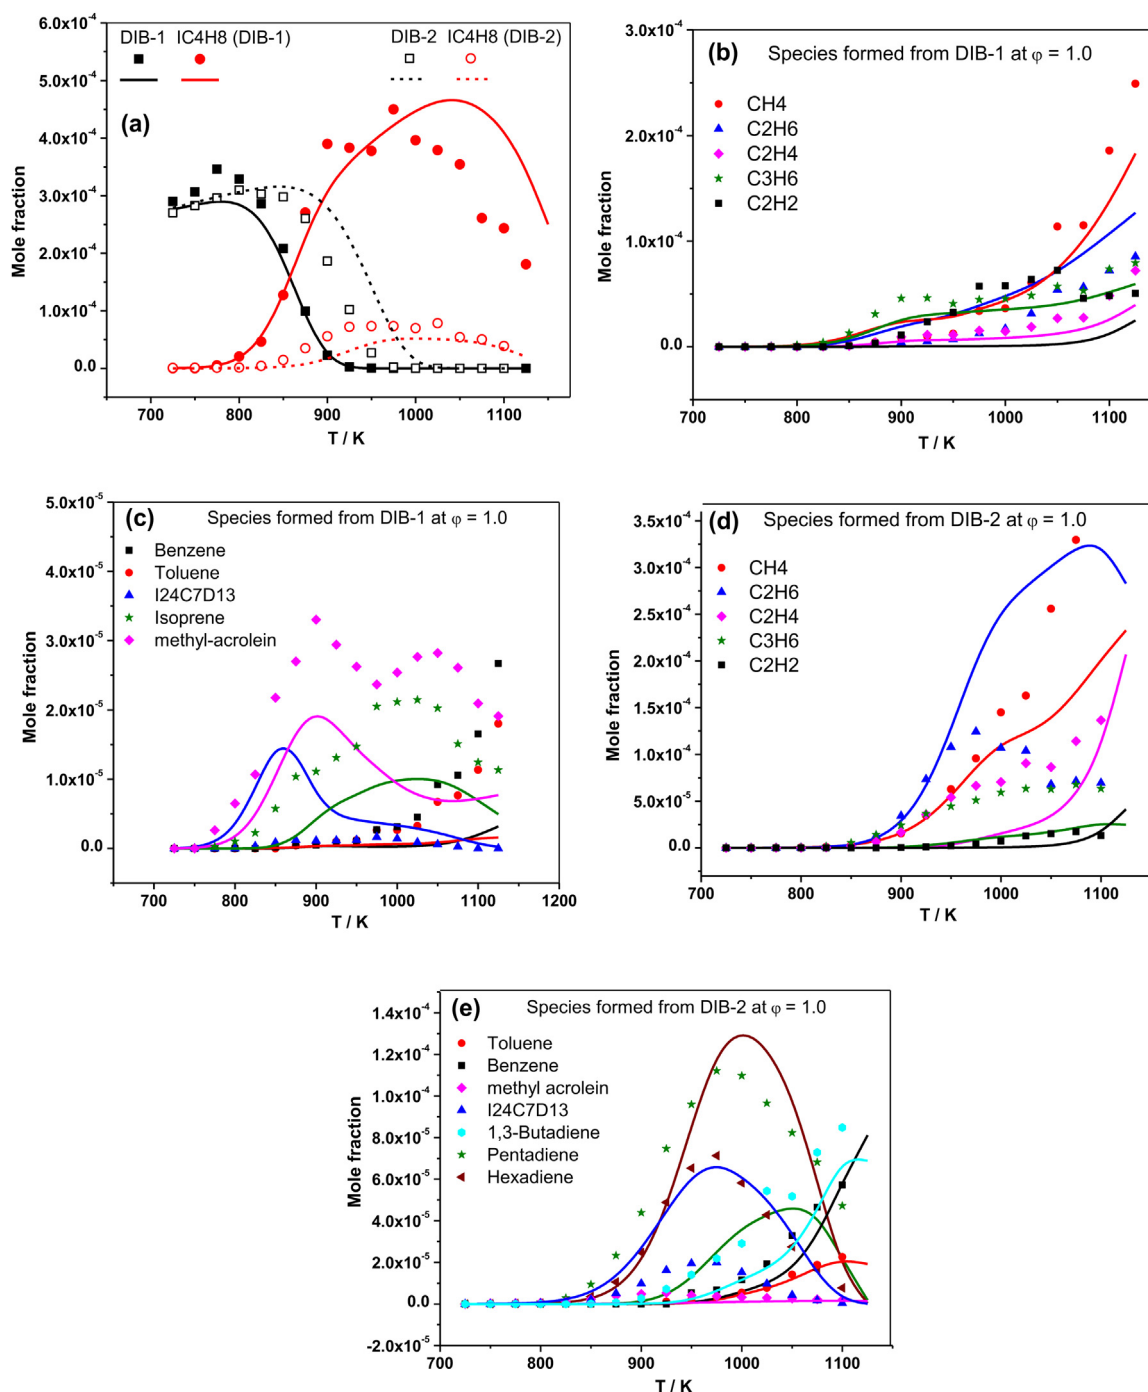 6.0x10-4
5.0x10-4
4.0x10-4
3.0x10-4
2.0x10-4
1.0x10-4
0.0
Mole fraction
DIB-1 IC4H8 (DIB-1) DIB-2 IC4H8 (DIB-2)
(a)
700 800 900 1000 1100
T / K
3.0x10-4
2.0x10-4
1.0x10-4
0.0
Mole fraction
(b) Species formed from DIB-1 at φ = 1.0
CH4
C2H6
C2H4
C3H6
C2H2
700 800 900 1000 1100
T / K
5.0x10-5
4.0x10-5
3.0x10-5
2.0x10-5
1.0x10-5
0.0
Mole fraction
(c) Species formed from DIB-1 at φ = 1.0
Benzene
Toluene
I24C7D13
Isoprene
methyl-acrolein
700 800 900 1000 1100 1200
T / K
3.5x10-4
3.0x10-4
2.5x10-4
2.0x10-4
1.5x10-4
1.0x10-4
5.0x10-5
0.0
Mole fraction
(d) Species formed from DIB-2 at φ = 1.0
CH4
C2H6
C2H4
C3H6
C2H2
700 800 900 1000 1100
T / K
1.4x10-4
1.2x10-4
1.0x10-4
8.0x10-5
6.0x10-5
4.0x10-5
2.0x10-5
0.0
-2.0x10-5
Mole fraction
(e) Species formed from DIB-2 at φ = 1.0
Toluene
Benzene
methyl acrolein
I24C7D13
1,3-Butadiene
Pentadiene
Hexadiene
700 800 900 1000 1100
T / K